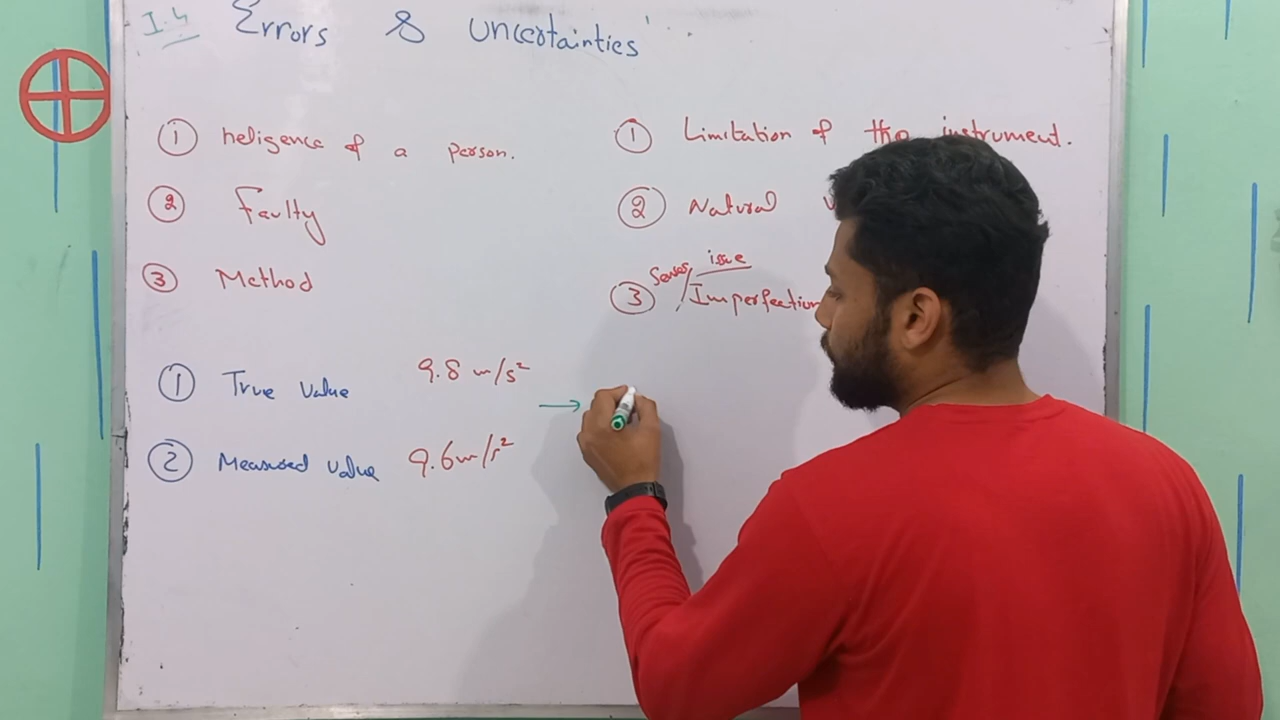 1.4 Errors & uncertainties
① neligence of a person.
② Faulty
③ Method
① Limitation of the instrument.
② Natural
Senses / issue
③ Imperfection
① True value 9.8 m/s²
② Measured value 9.6 m/s²
→